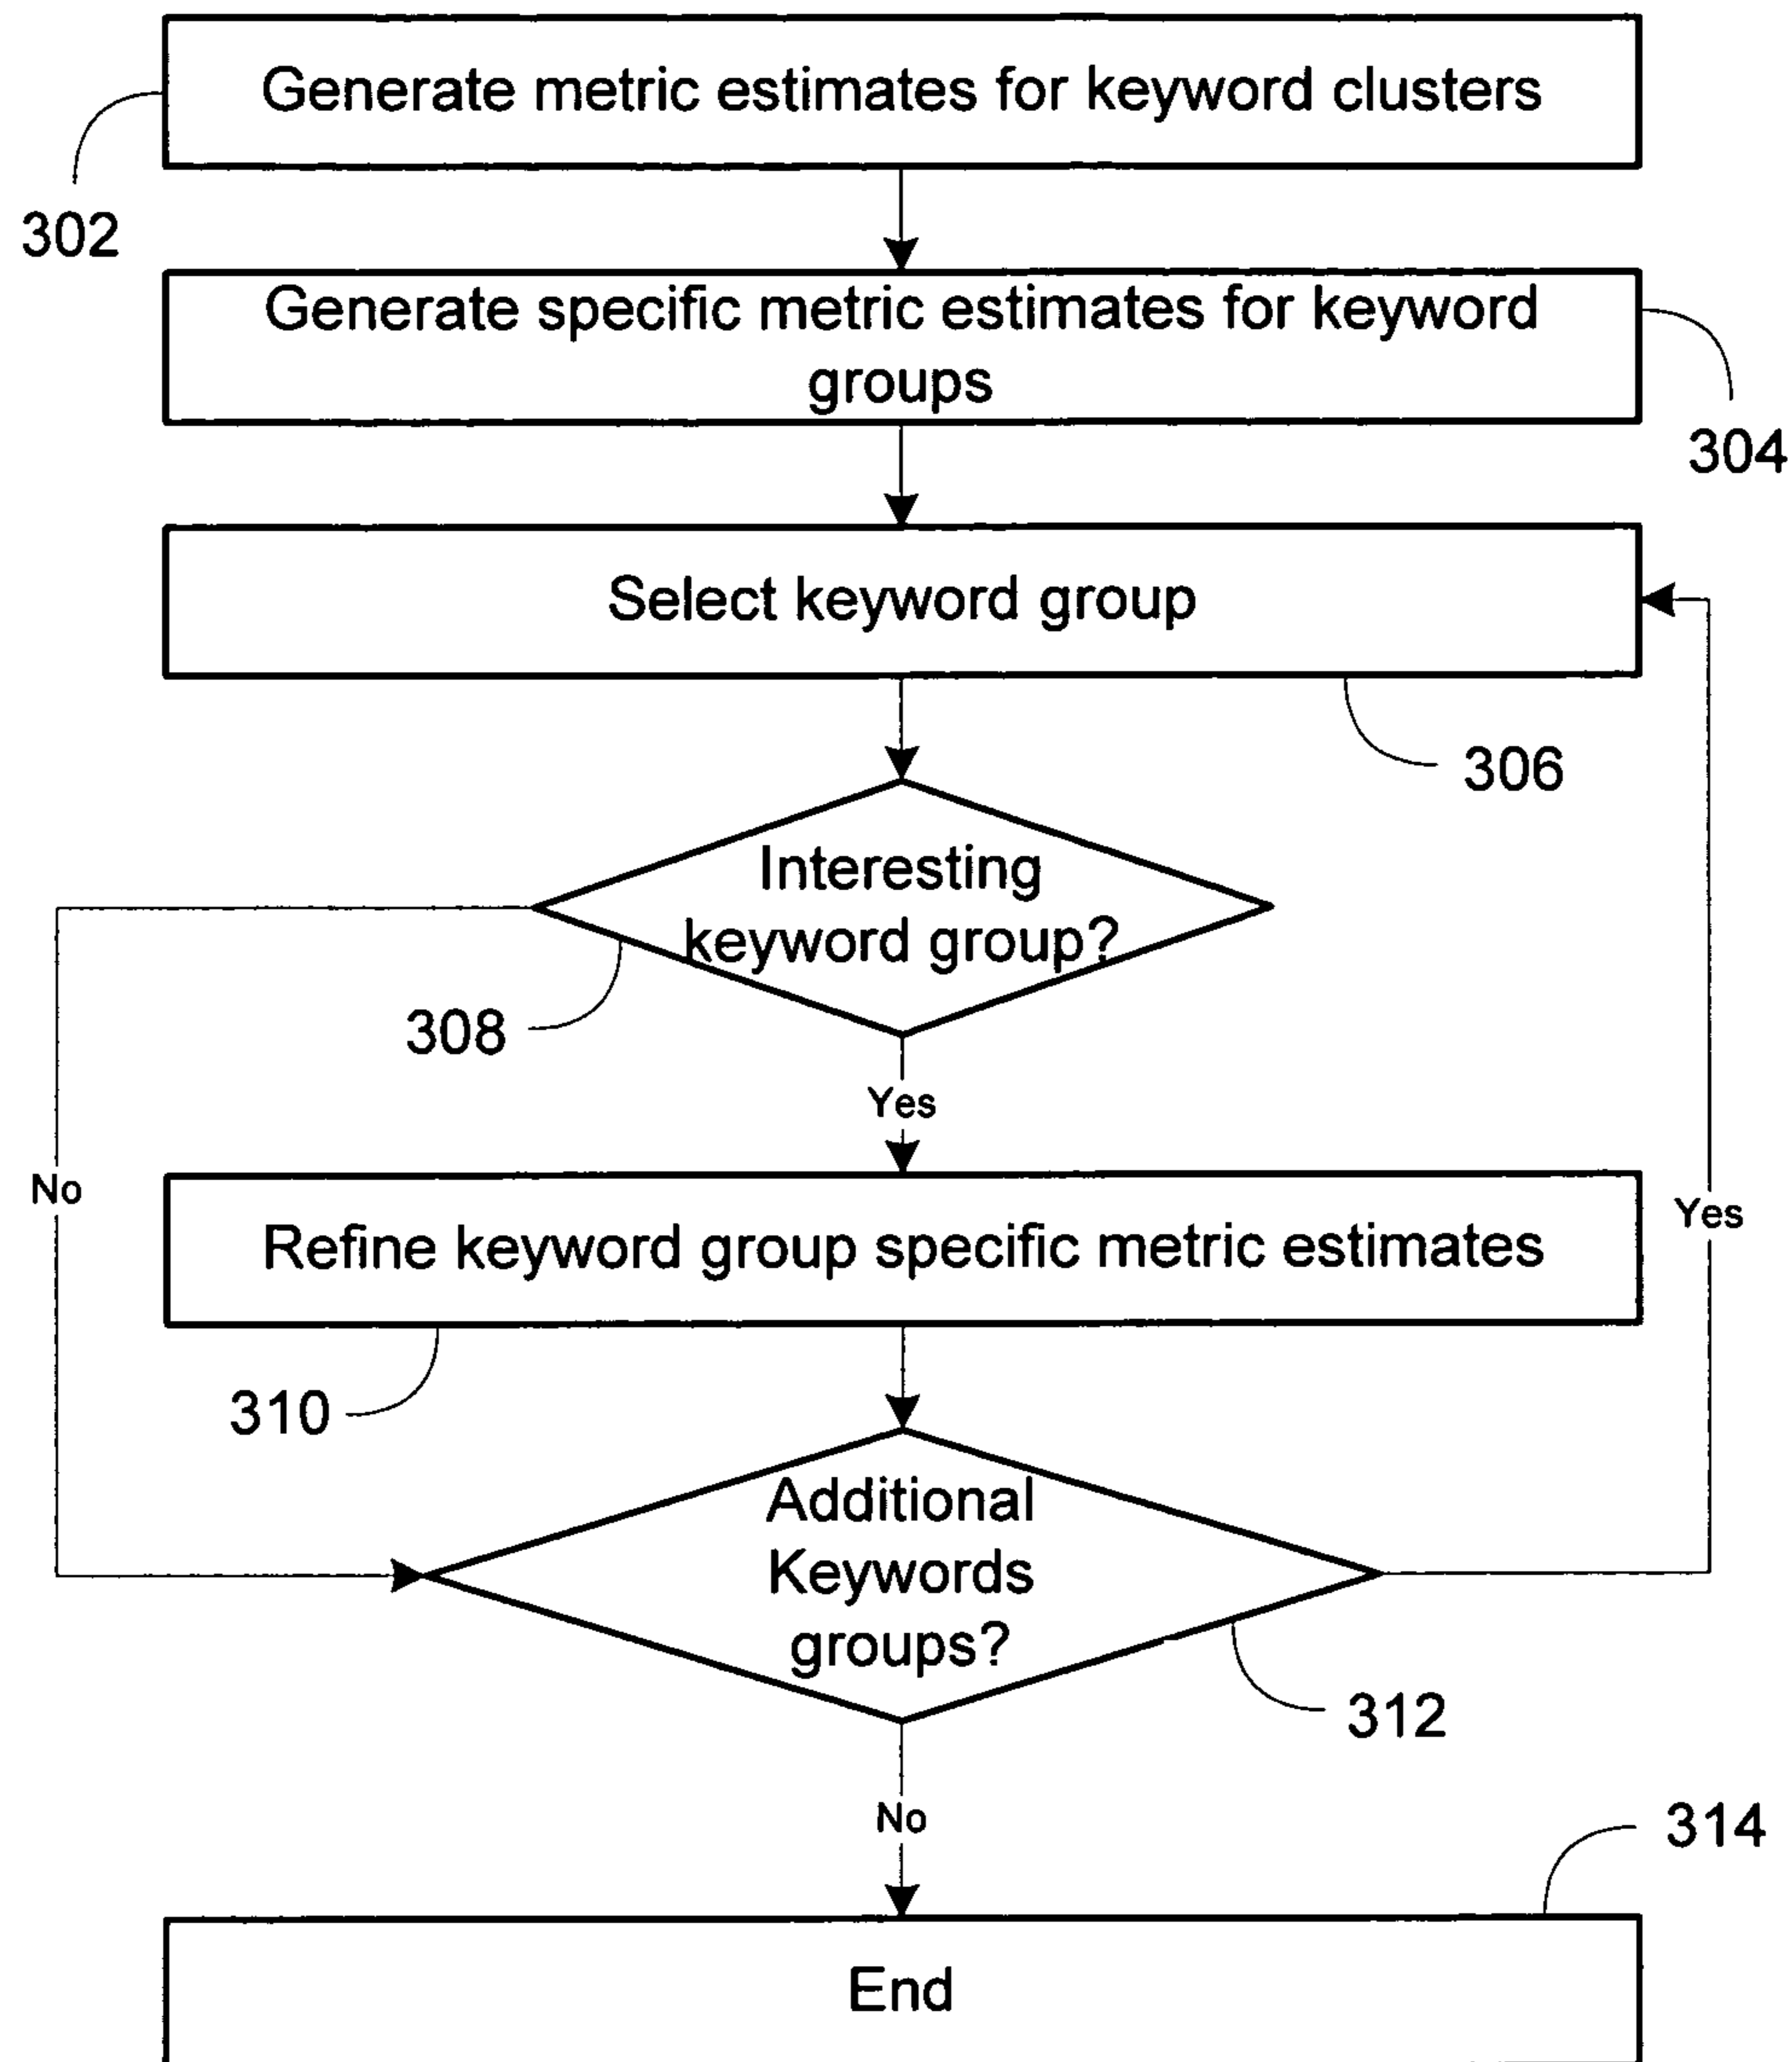 Generate metric estimates for keyword clusters
302
Generate specific metric estimates for keyword
groups
304
Select keyword group
306
Interesting
keyword group?
308
Yes
No
Refine keyword group specific metric estimates
Yes
310
Additional
Keywords
groups?
312
No
314
End